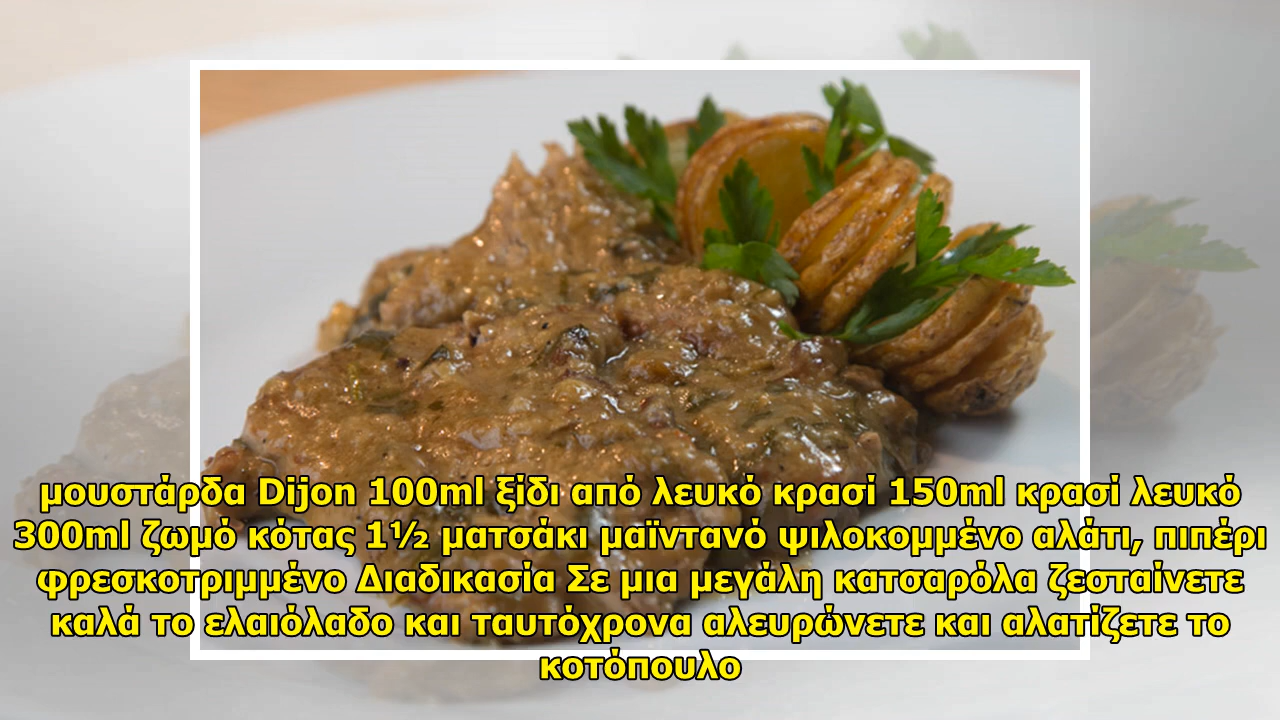 μουστάρδα Dijon 100ml ξίδι από λευκό κρασί 150ml κρασί λευκό
300ml ζωμό κότας 1½ ματσάκι μαϊντανό ψιλοκομμένο αλάτι, πιπέρι
φρεσκοτριμμένο Διαδικασία Σε μια μεγάλη κατσαρόλα ζεσταίνετε
καλά το ελαιόλαδο και ταυτόχρονα αλευρώνετε και αλατίζετε το
κοτόπουλο